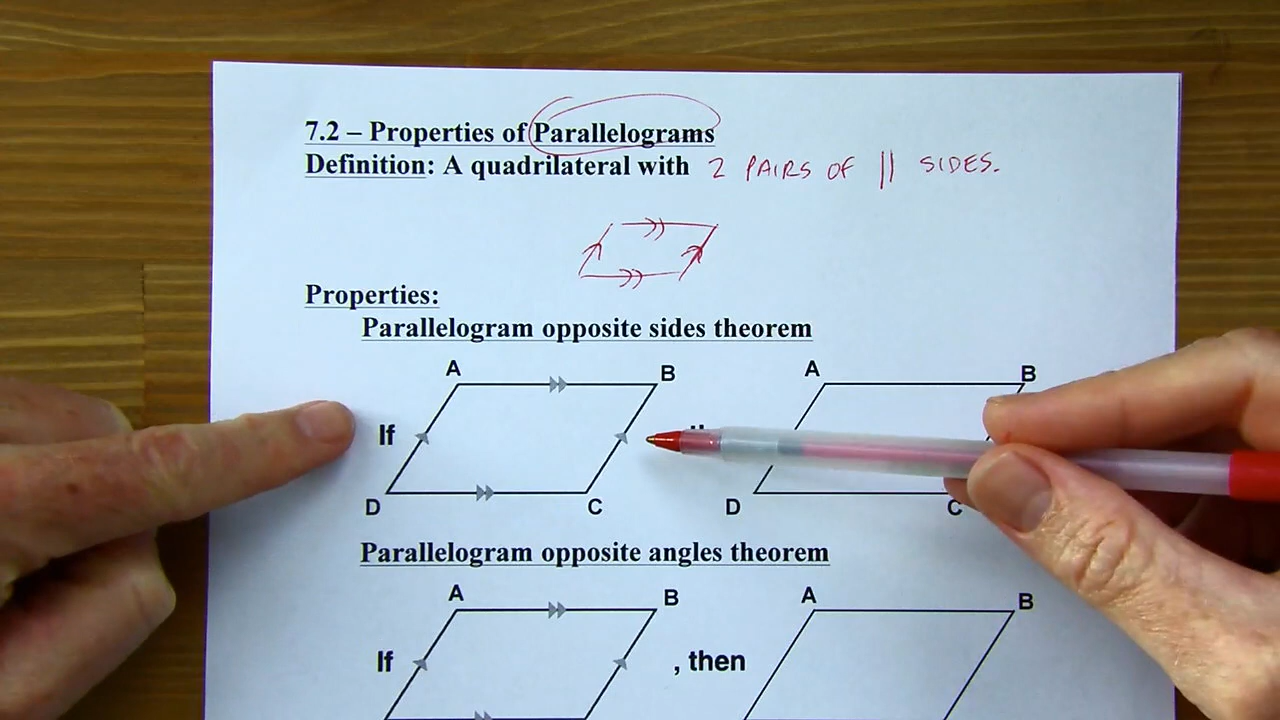 7.2 – Properties of Parallelograms
Definition: A quadrilateral with 2 PAIRS OF || SIDES.
Properties:
Parallelogram opposite sides theorem
A B A B
If
D C D C
Parallelogram opposite angles theorem
A B A B
If , then